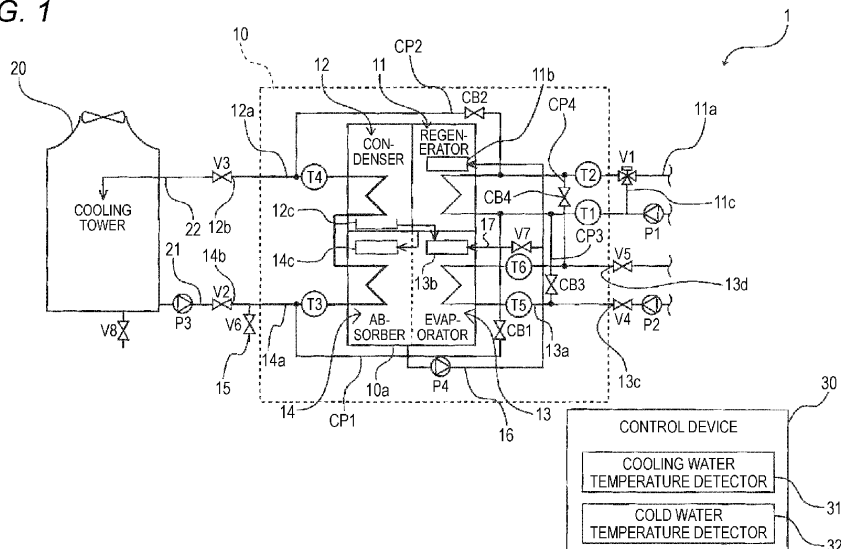 G. 1
1
10
CP2
20
12
11
11b
CB2
CP4
12a
CON-
DENSER
REGEN-
ERATOR
V1
11a
V3
T4
T2
CB4
COOLING
TOWER
22
12b
12c
T1
11c
17
V7
P1
CP3
21
14b
14c
13b
T6
V5
13d
V2
T3
T5
CB3
P3
V6
V4
P2
V8
14a
AB-
SORBER
EVAP-
ORATOR
CB1
13a
15
13c
10a
P4
CP1
14
16
13
30
CONTROL DEVICE
COOLING WATER
TEMPERATURE DETECTOR
31
COLD WATER
TEMPERATURE DETECTOR
32